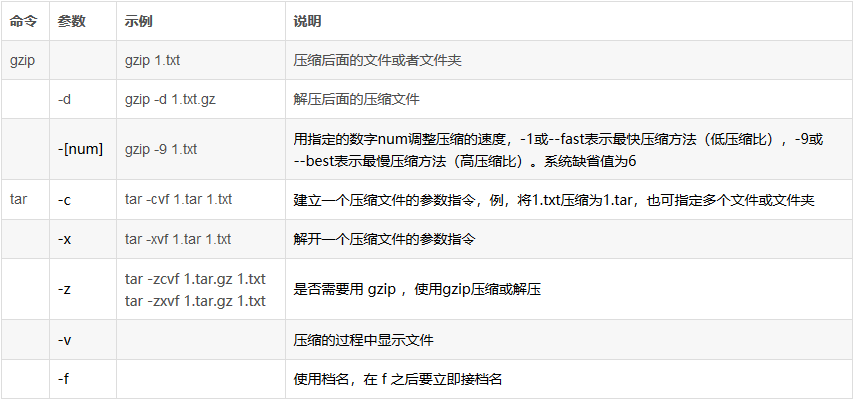 命令 参数 示例 说明
gzip gzip 1.txt 压缩后面的文件或者文件夹
-d gzip -d 1.txt.gz 解压后面的压缩文件
-[num] gzip -9 1.txt 用指定的数字num调整压缩的速度，-1或--fast表示最快压缩方法（低压缩比），-9或
--best表示最慢压缩方法（高压缩比）。系统缺省值为6
tar -c tar -cvf 1.tar 1.txt 建立一个压缩文件的参数指令，例，将1.txt压缩为1.tar，也可指定多个文件或文件夹
-x tar -xvf 1.tar 1.txt 解开一个压缩文件的参数指令
-z tar -zcvf 1.tar.gz 1.txt
tar -zxvf 1.tar.gz 1.txt
是否需要用 gzip ，使用gzip压缩或解压
-v 压缩的过程中显示文件
-f 使用档名，在 f 之后要立即接档名